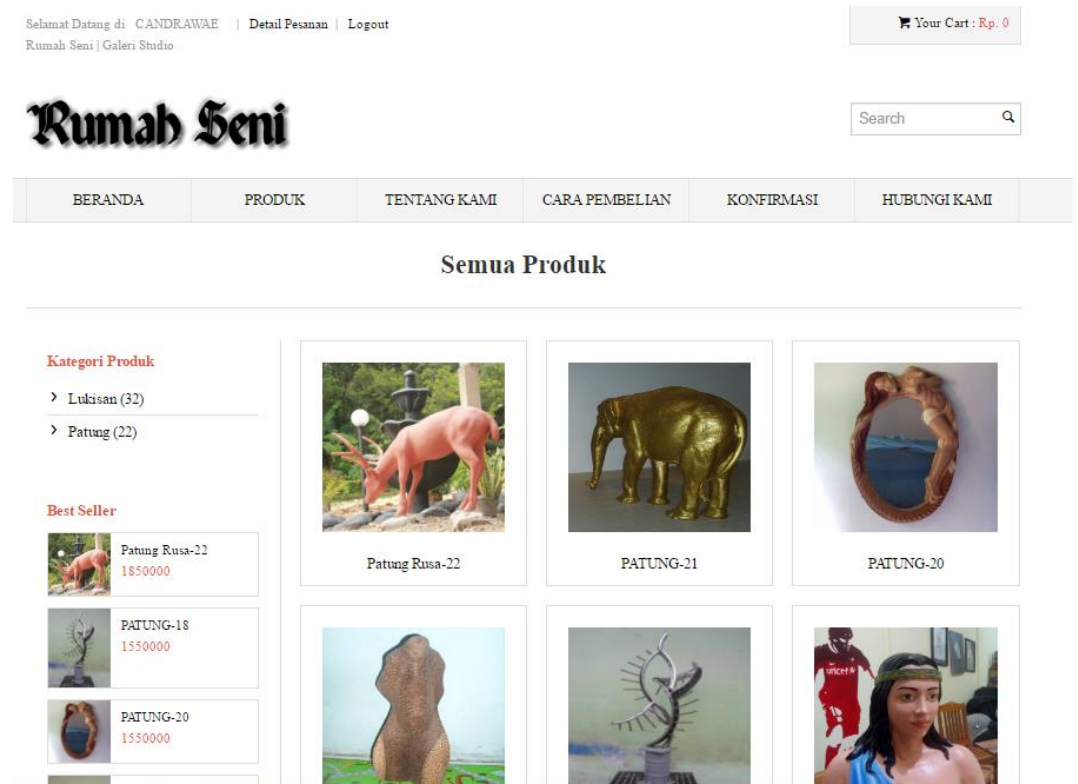 Selamat Datang di CANDRAWAE | Detail Pesanan | Logout
Rumah Seni | Galeri Studio
Your Cart : Rp. 0
Rumah Seni
Search
BERANDA PRODUK TENTANG KAMI CARA PEMBELIAN KONFIRMASI HUBUNGI KAMI
Semua Produk
Kategori Produk
Lukisan (32)
Patung (22)
Best Seller
Patung Rusa-22
1850000
PATUNG-18
1550000
PATUNG-20
1550000
Patung Rusa-22
PATUNG-21
PATUNG-20
unicef